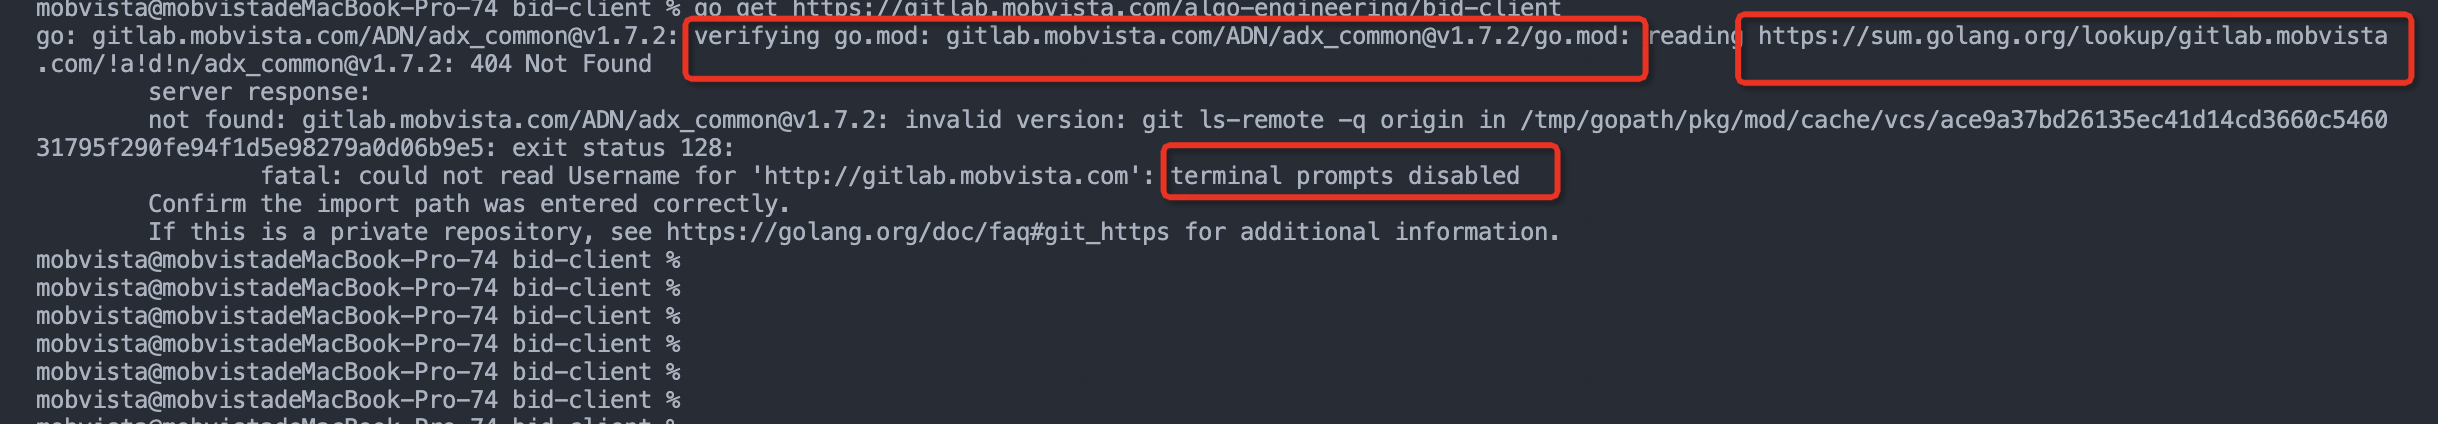 mobvista@mobvistadeMacBook-Pro-74 bid-client % go get https://gitlab.mobvista.com/algo-engineering/bid-client
go: gitlab.mobvista.com/ADN/adx_common@v1.7.2: verifying go.mod: gitlab.mobvista.com/ADN/adx_common@v1.7.2/go.mod: reading https://sum.golang.org/lookup/gitlab.mobvista
.com/!a!d!n/adx_common@v1.7.2: 404 Not Found
server response:
not found: gitlab.mobvista.com/ADN/adx_common@v1.7.2: invalid version: git ls-remote -q origin in /tmp/gopath/pkg/mod/cache/vcs/ace9a37bd26135ec41d14cd3660c5460
31795f290fe94f1d5e98279a0d06b9e5: exit status 128:
fatal: could not read Username for 'http://gitlab.mobvista.com': terminal prompts disabled
Confirm the import path was entered correctly.
If this is a private repository, see https://golang.org/doc/faq#git_https for additional information.
mobvista@mobvistadeMacBook-Pro-74 bid-client %
mobvista@mobvistadeMacBook-Pro-74 bid-client %
mobvista@mobvistadeMacBook-Pro-74 bid-client %
mobvista@mobvistadeMacBook-Pro-74 bid-client %
mobvista@mobvistadeMacBook-Pro-74 bid-client %
mobvista@mobvistadeMacBook-Pro-74 bid-client %
mobvista@mobvistadeMacBook-Pro-74 bid-client %